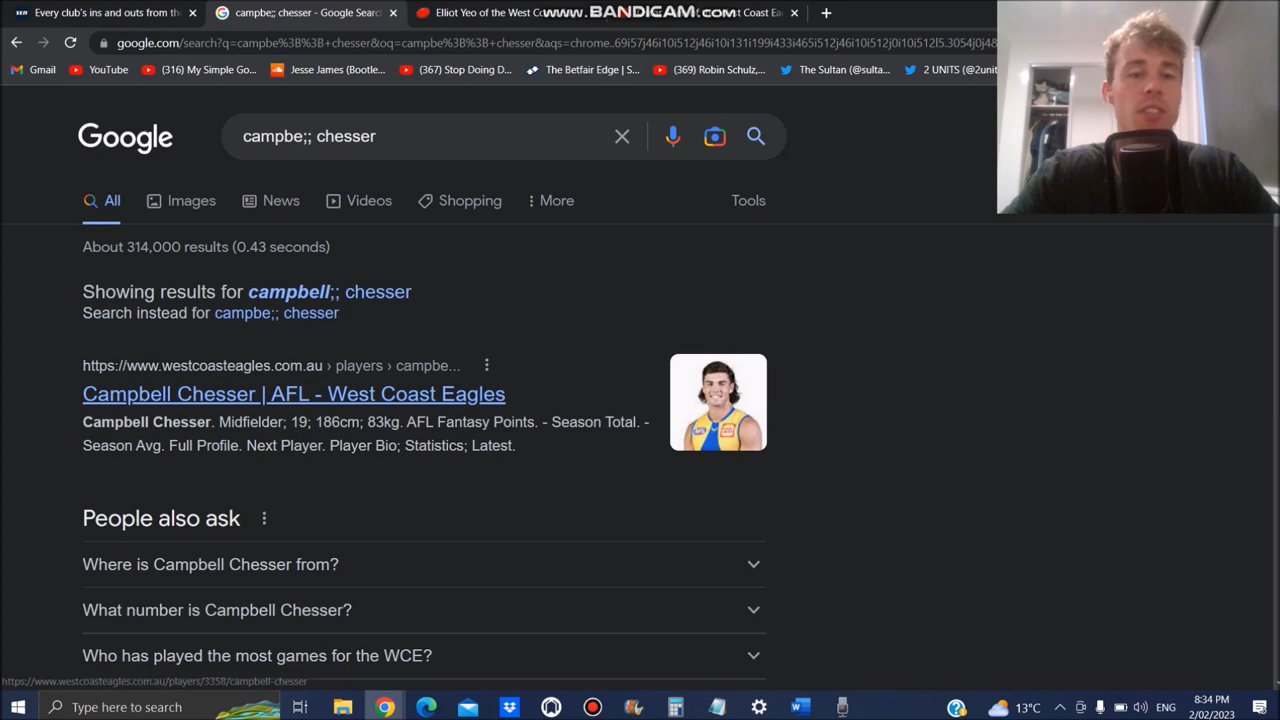 Every club's ins and outs from the
campbe;; chesser - Google Search
Elliot Yeo of the West Co
www.BANDICAM.com
st Coast Ea
google.com/search?q=campbe%3B%3B+chesser&oq=campbe%3B%3B+chesser&aqs=chrome..69i57j46i10i512j46i10i131i199i433i465i512j46i10i512j0i10i512l5.3054j0j48
Gmail
YouTube
(316) My Simple Go...
Jesse James (Bootle...
(367) Stop Doing D...
The Betfair Edge | S...
(369) Robin Schulz,...
The Sultan (@sulta...
2 UNITS (@2unit
Google
campbe;; chesser
All
Images
News
Videos
Shopping
More
Tools
About 314,000 results (0.43 seconds)
Showing results for campbell;; chesser
Search instead for campbe;; chesser
https://www.westcoasteagles.com.au › players › campbe...
Campbell Chesser | AFL - West Coast Eagles
Campbell Chesser. Midfielder; 19; 186cm; 83kg. AFL Fantasy Points. - Season Total. -
Season Avg. Full Profile. Next Player. Player Bio; Statistics; Latest.
People also ask
Where is Campbell Chesser from?
What number is Campbell Chesser?
Who has played the most games for the WCE?
https://www.westcoasteagles.com.au/players/3358/campbell-chesser
Type here to search
13°C
ENG
8:34 PM
2/02/2023